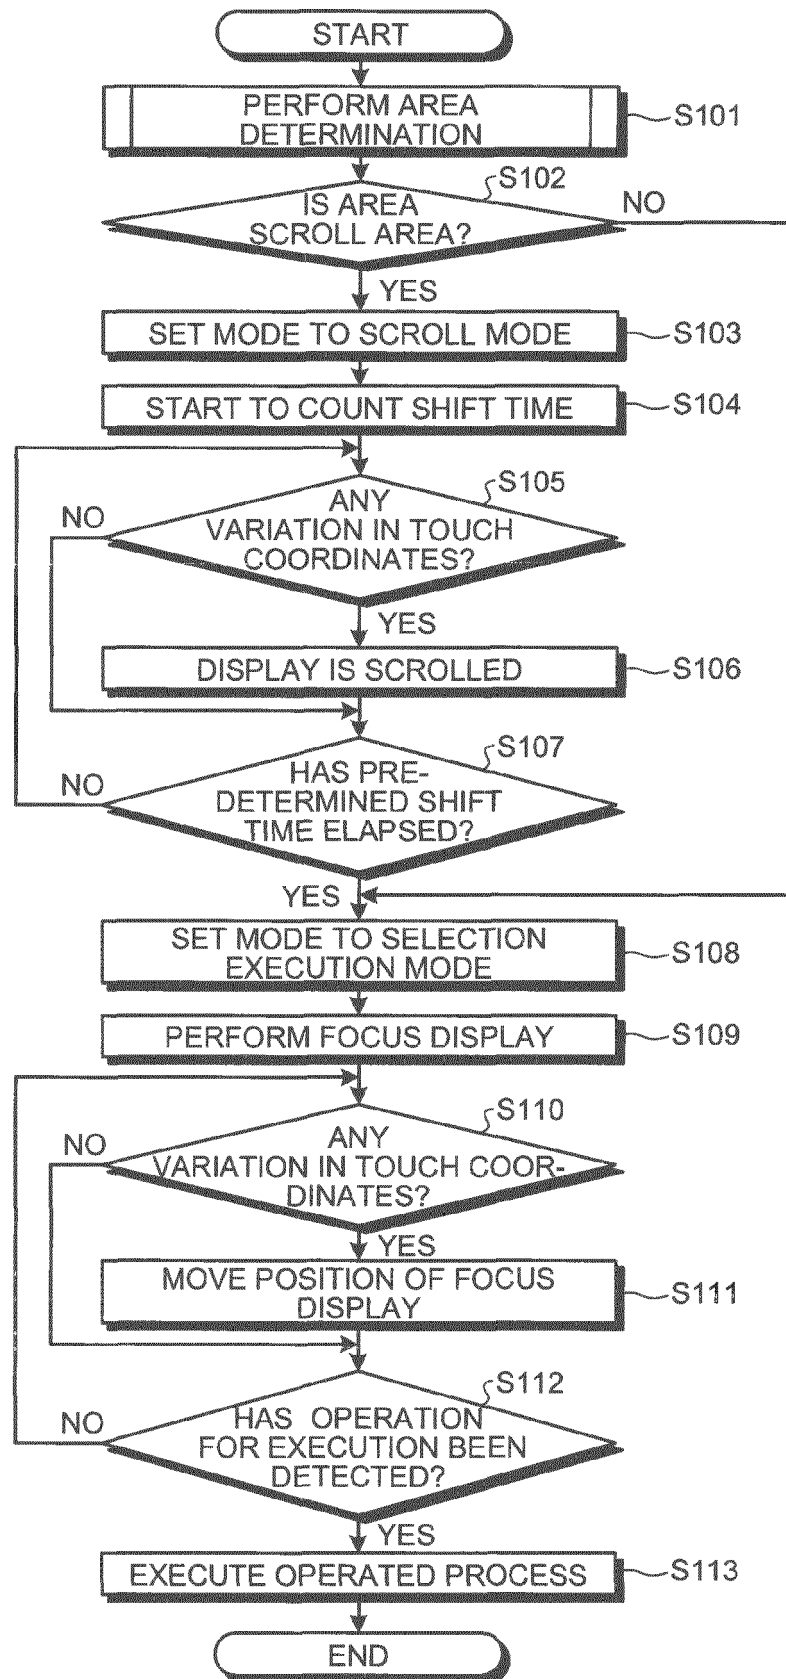 START
PERFORM AREA
DETERMINATION
S101
S102
IS AREA
SCROLL AREA?
NO
YES
SET MODE TO SCROLL MODE
S103
START TO COUNT SHIFT TIME
S104
S105
NO
ANY
VARIATION IN TOUCH
COORDINATES?
YES
DISPLAY IS SCROLLED
S106
S107
NO
HAS PRE-
DETERMINED SHIFT
TIME ELAPSED?
YES
SET MODE TO SELECTION
EXECUTION MODE
S108
PERFORM FOCUS DISPLAY
S109
S110
NO
ANY
VARIATION IN TOUCH COOR-
DINATES?
YES
MOVE POSITION OF FOCUS
DISPLAY
S111
S112
NO
HAS OPERATION
FOR EXECUTION BEEN
DETECTED?
YES
EXECUTE OPERATED PROCESS
S113
END